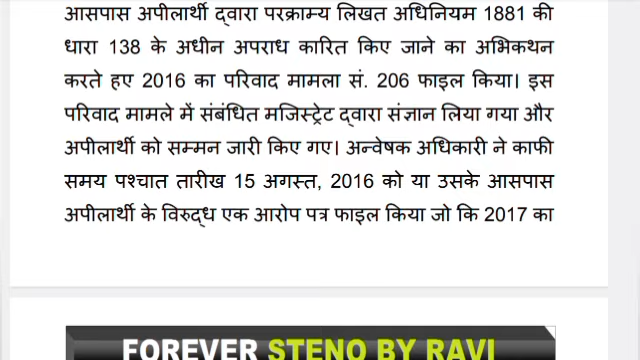 आसपास अपीलार्थी द्वारा परक्राम्य लिखत अधिनियम 1881 की
धारा 138 के अधीन अपराध कारित किए जाने का अभिकथन
करते हुए 2016 का परिवाद मामला सं. 206 फाइल किया। इस
परिवाद मामले में संबंधित मजिस्ट्रेट द्वारा संज्ञान लिया गया और
अपीलार्थी को सम्मन जारी किए गए। अन्वेषक अधिकारी ने काफी
समय पश्चात तारीख 15 अगस्त, 2016 को या उसके आसपास
अपीलार्थी के विरुद्ध एक आरोप पत्र फाइल किया जो कि 2017 का
FOREVER STENO BY RAVI